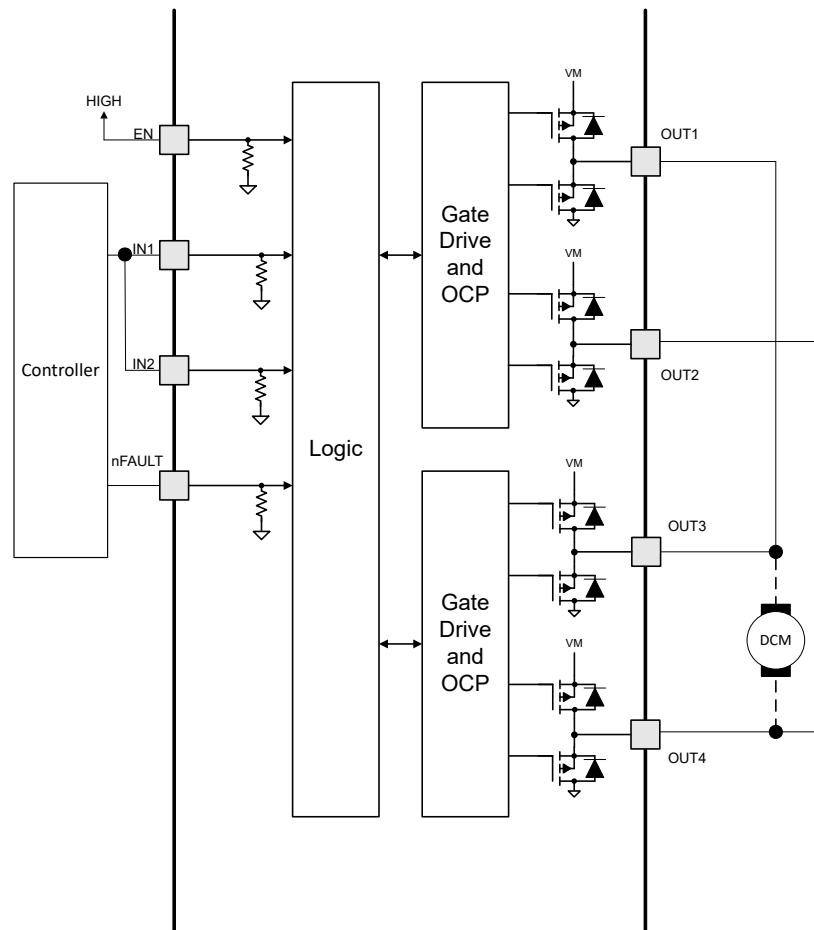 VM
HIGH
EN
OUT1
IN1
Gate
Drive
and
OCP
VM
IN2
Controller
OUT2
Logic
nFAULT
VM
OUT3
Gate
Drive
and
OCP
DCM
VM
OUT4